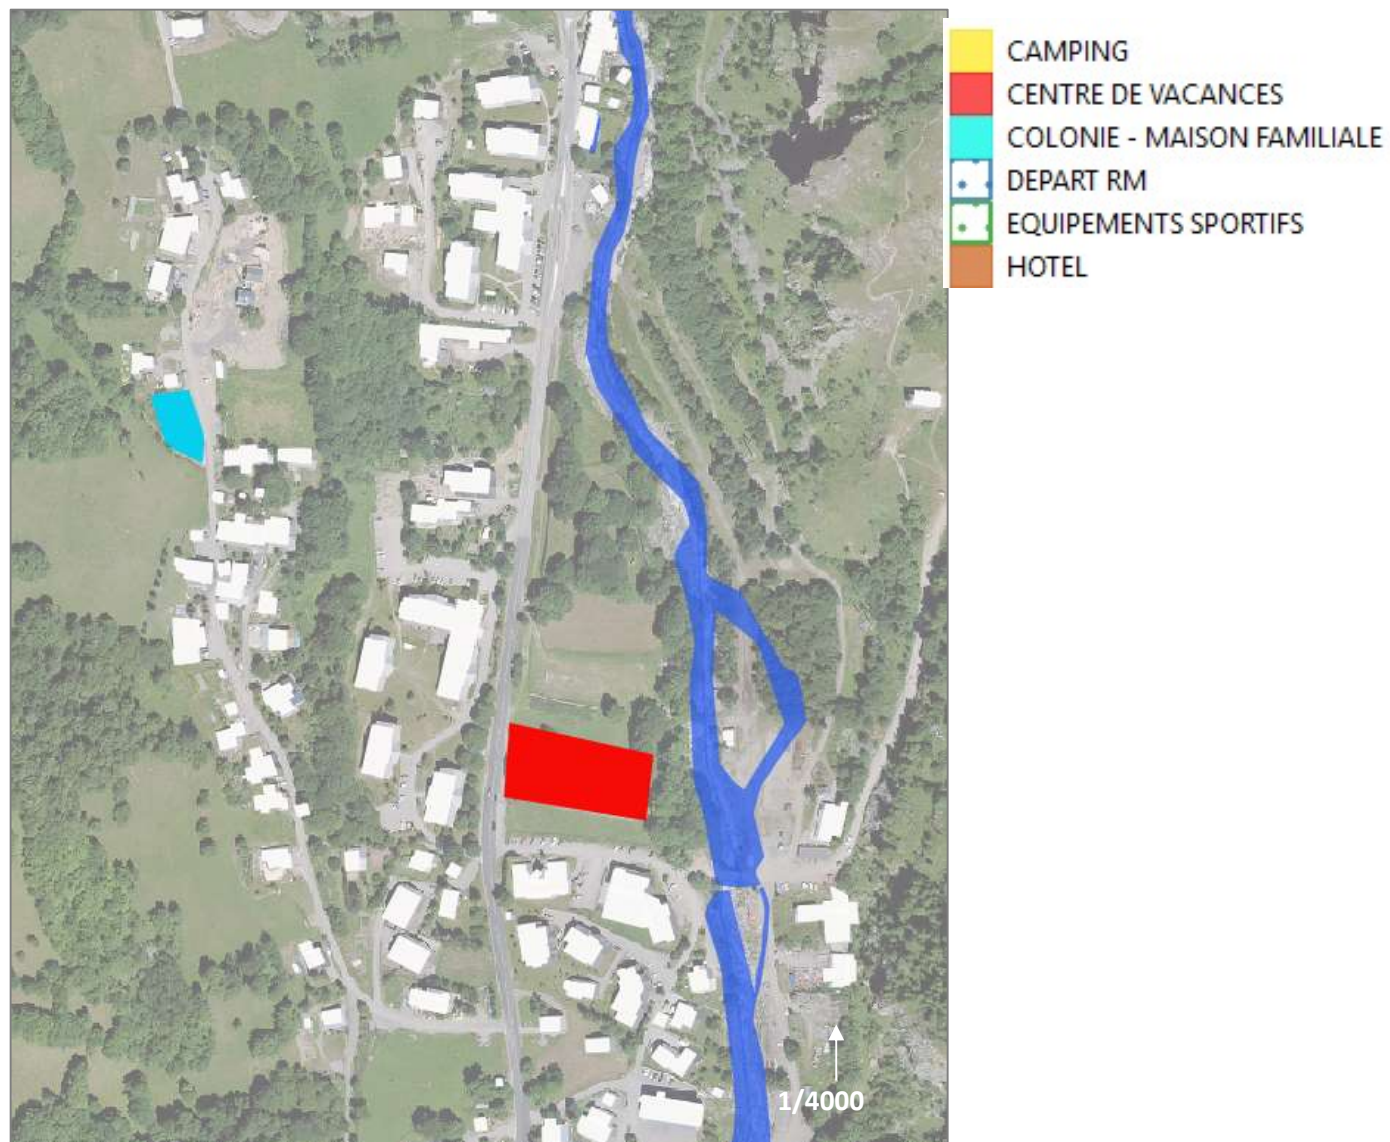 CAMPING
CENTRE DE VACANCES
COLONIE - MAISON FAMILIALE
DEPART RM
EQUIPEMENTS SPORTIFS
HOTEL
1/4000